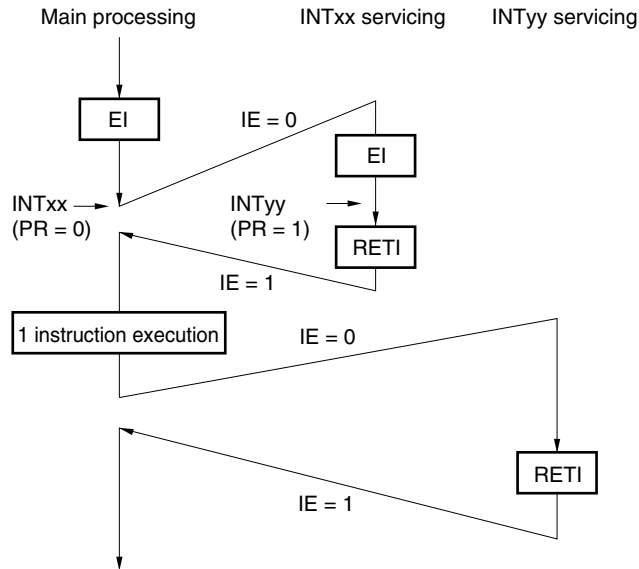 Main processing
INTxx servicing
INTyy servicing
EI
IE = 0
EI
INTxx
(PR = 0)
INTyy
(PR = 1)
RETI
IE = 1
1 instruction execution
IE = 0
RETI
IE = 1